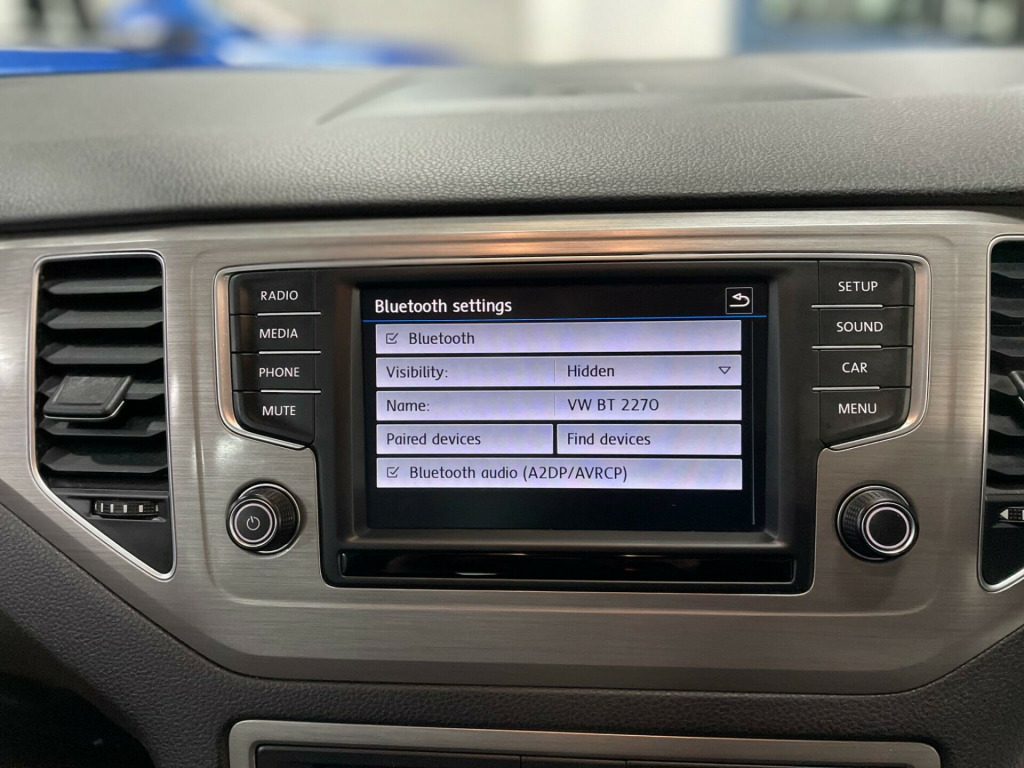 RADIO
MEDIA
PHONE
MUTE
Bluetooth settings
Bluetooth
Visibility: Hidden
Name: VW BT 2270
Paired devices Find devices
Bluetooth audio (A2DP/AVRCP)
SETUP
SOUND
CAR
MENU